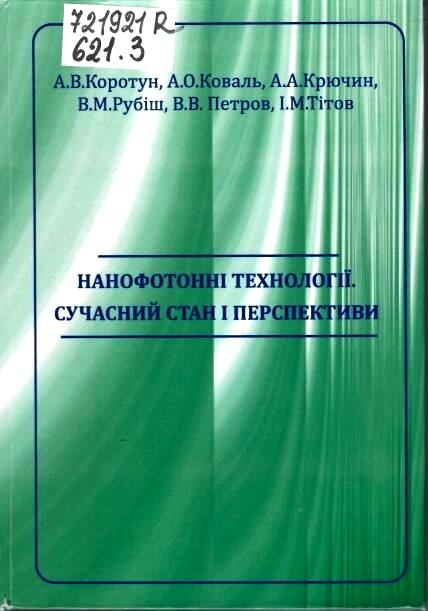 721921 R
621.3
А.В.Коротун, А.О.Коваль, А.А.Крючин,
В.М.Рубіш, В.В. Петров, І.М.Тітов
НАНОФОТОННІ ТЕХНОЛОГІЇ.
СУЧАСНИЙ СТАН І ПЕРСПЕКТИВИ